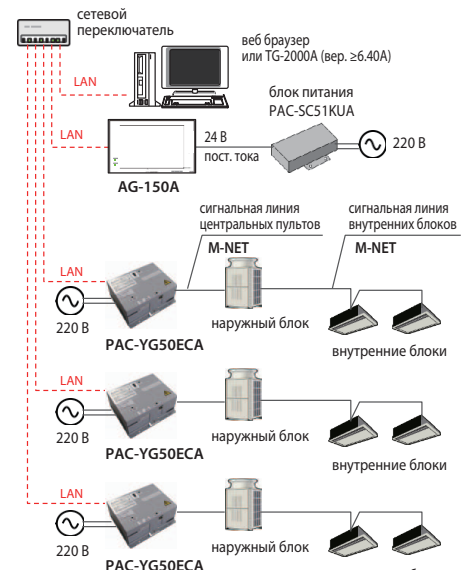 сетевой
переключатель
веб браузер
или TG-2000A (вер. ≥6.40A)
LAN
блок питания
PAC-SC51KUA
LAN
24 В
пост. тока
220 В
AG-150A
сигнальная линия
центральных пультов
M-NET
сигнальная линия
внутренних блоков
M-NET
LAN
220 В
PAC-YG50ECA
наружный блок
внутренние блоки
LAN
220 В
PAC-YG50ECA
наружный блок
внутренние блоки
LAN
220 В
PAC-YG50ECA
наружный блок